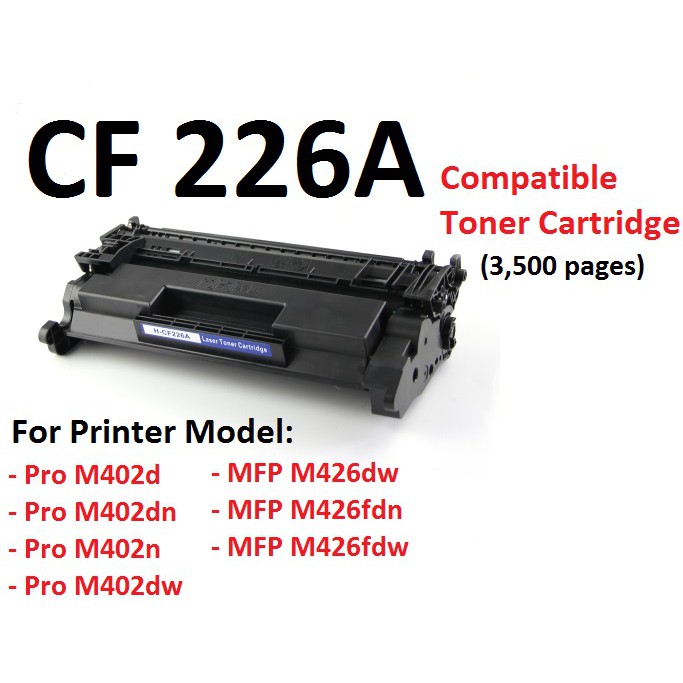 CF 226A
Compatible
Toner Cartridge
(3,500 pages)
H-CF226A
Laser Toner Cartridge
For Printer Model:
- Pro M402d
- Pro M402dn
- Pro M402n
- Pro M402dw
- MFP M426dw
- MFP M426fdn
- MFP M426fdw